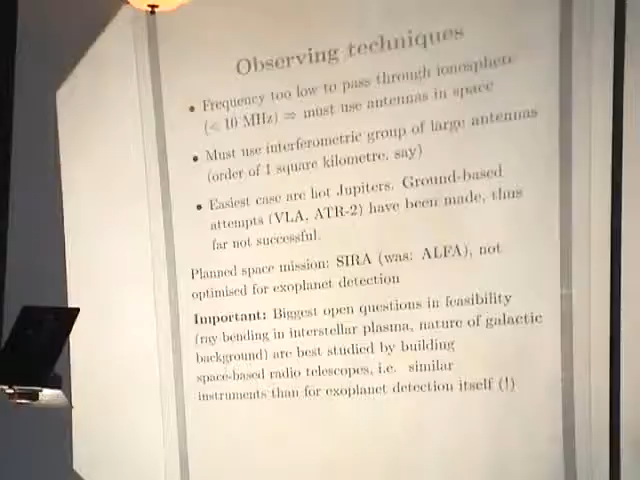 Observing techniques
• Frequency too low to pass through ionosphere
(< 10 MHz) ⇒ must use antennas in space
• Must use interferometric group of large antennas
(order of 1 square kilometre, say)
• Easiest case are hot Jupiters. Ground-based
attempts (VLA, ATR-2) have been made, thus
far not successful.
Planned space mission: SIRA (was: ALFA), not
optimised for exoplanet detection
Important: Biggest open questions in feasibility
(ray bending in interstellar plasma, nature of galactic
background) are best studied by building
space-based radio telescopes, i.e. similar
instruments than for exoplanet detection itself (!)